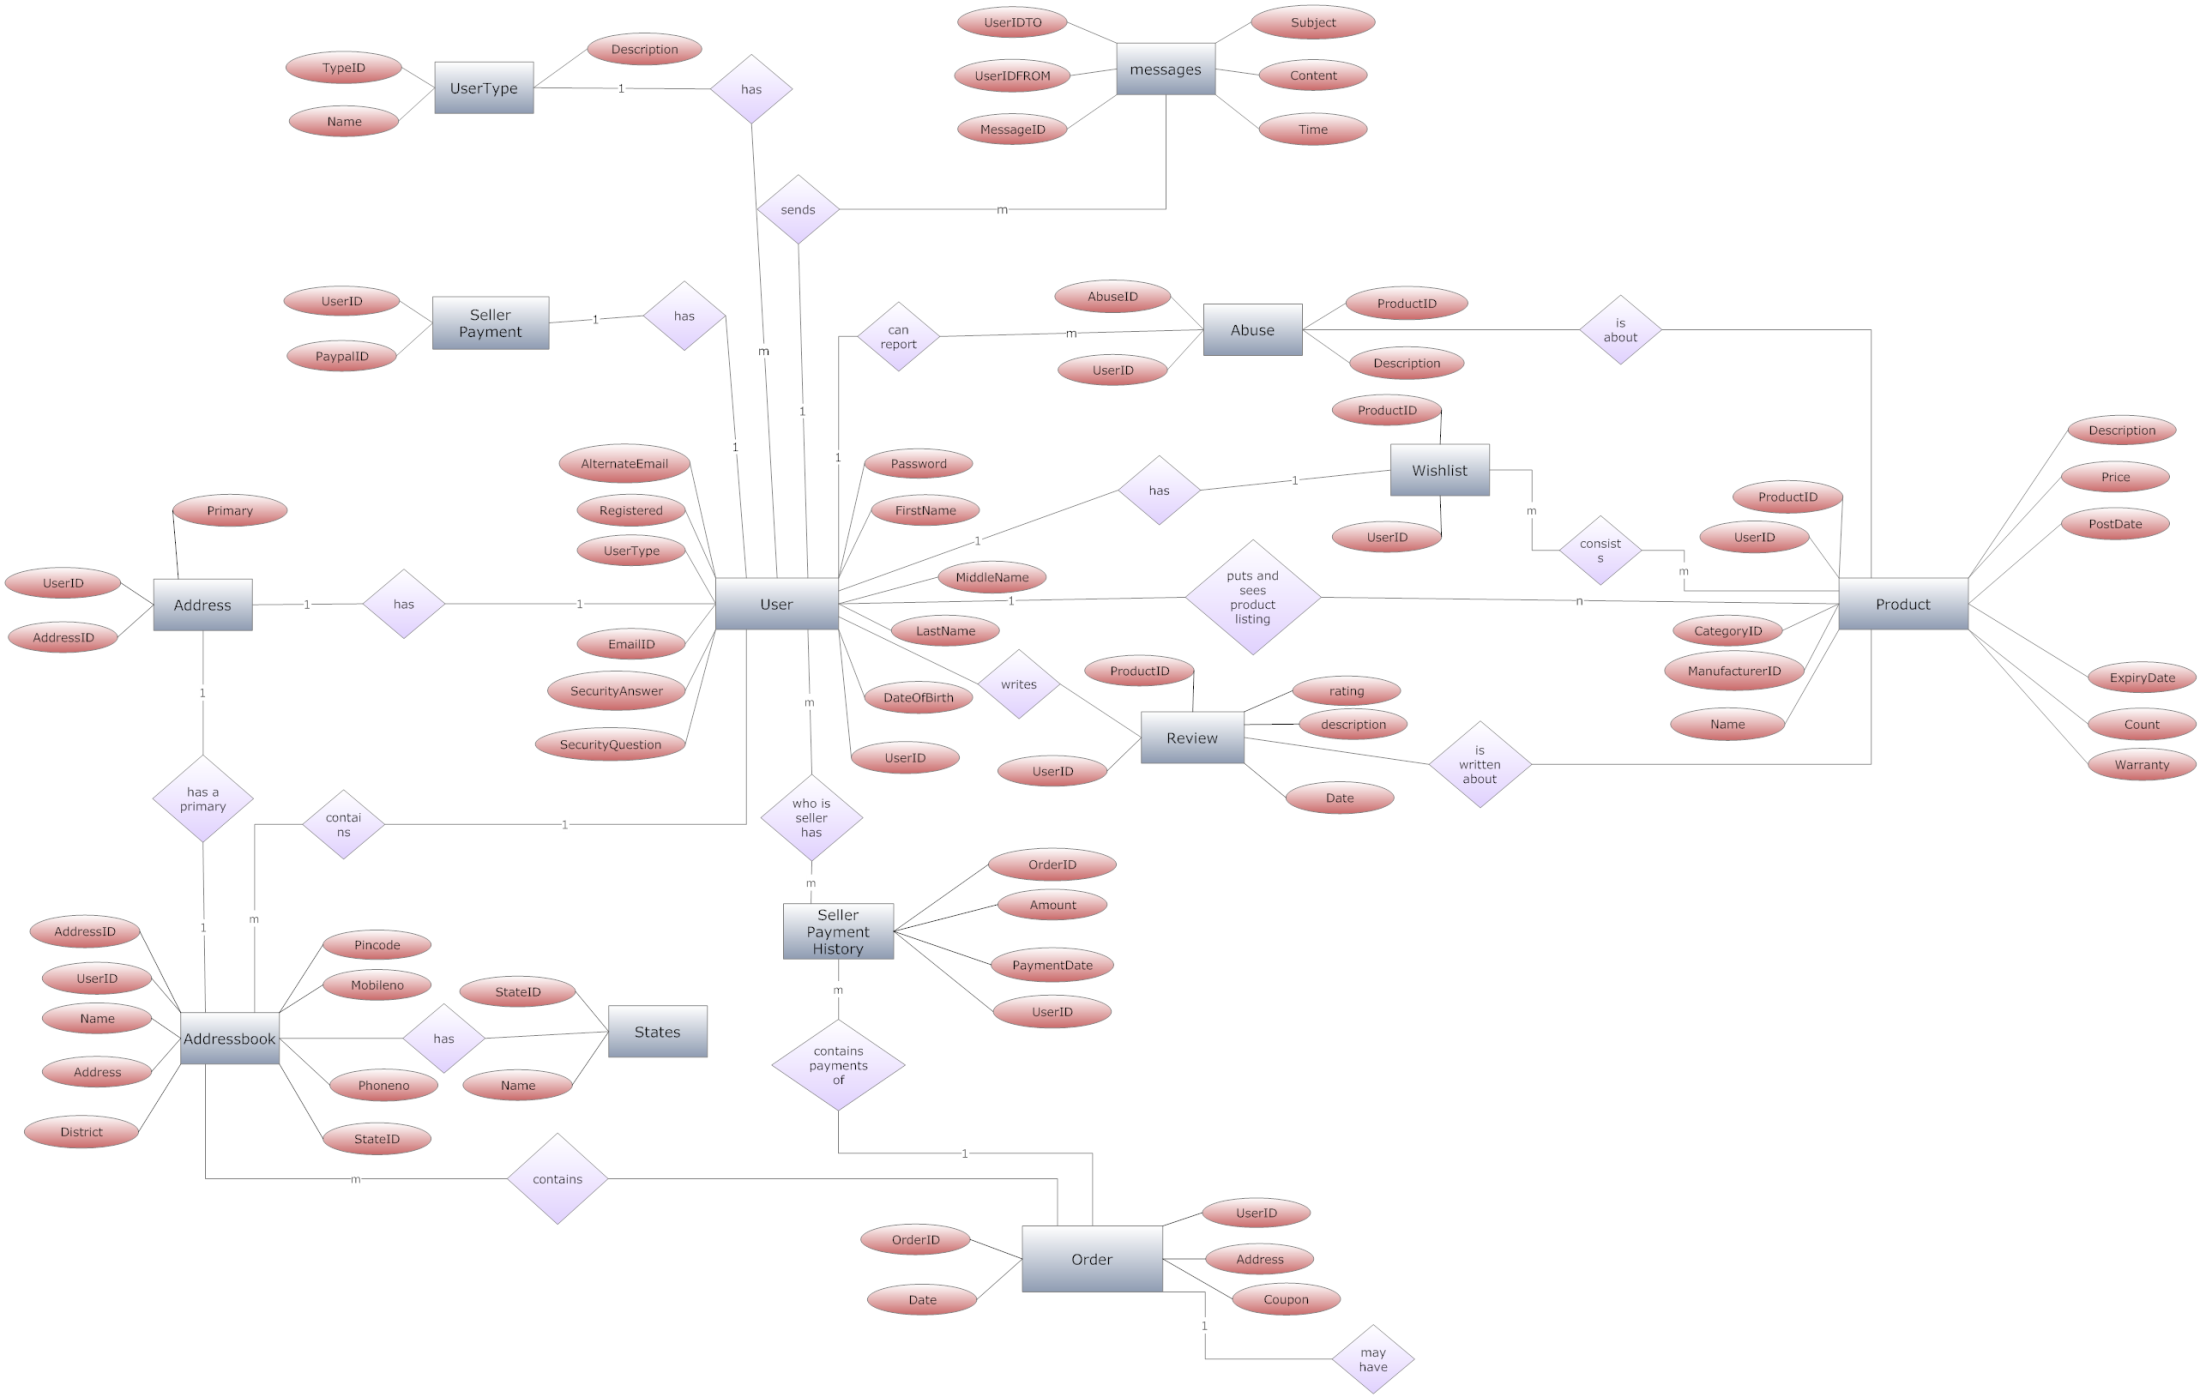 UserIDTO
Subject
TypeID
Description
UserType
1
has
messages
UserIDFROM
Content
Name
MessageID
Time
sends
m
UserID
Seller
Payment
1
has
PaypalID
m
AbuseID
can
report
m
Abuse
ProductID
is
about
UserID
Description
1
1
1
ProductID
AlternateEmail
Password
has
1
Wishlist
Description
Price
Registered
FirstName
m
ProductID
PostDate
Primary
1
UserID
consist
s
UserID
UserType
m
UserID
MiddleName
puts and
sees
product
listing
Address
1
has
1
User
1
n
Product
AddressID
EmailID
LastName
CategoryID
SecurityAnswer
DateOfBirth
writes
ProductID
rating
ManufacturerID
ExpiryDate
1
m
description
Name
Count
SecurityQuestion
UserID
Review
is
written
about
UserID
Warranty
Date
has a
primary
contai
ns
1
who is
seller
has
m
OrderID
1
m
Seller
Payment
History
Amount
AddressID
Pincode
PaymentDate
UserID
Mobileno
StateID
m
UserID
Name
Addressbook
has
States
Address
Phoneno
Name
contains
payments
of
District
StateID
1
m
contains
OrderID
UserID
Order
Address
Date
Coupon
1
may
have